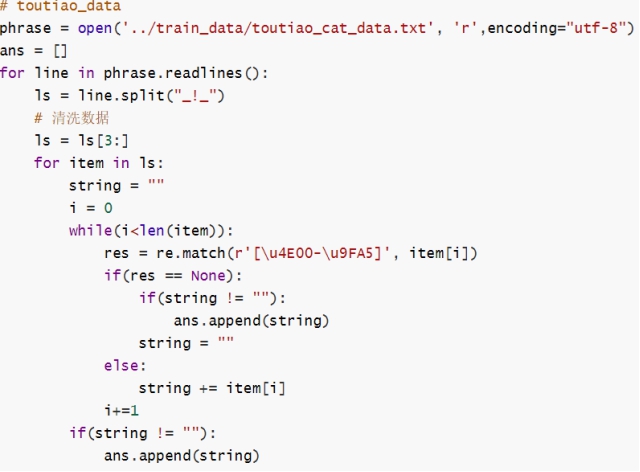 # toutiao_data
phrase = open('../train_data/toutiao_cat_data.txt', 'r',encoding="utf-8")
ans = []
for line in phrase.readlines():
    ls = line.split("_!_")
    # 清洗数据
    ls = ls[3:]
    for item in ls:
        string = ""
        i = 0
        while(i<len(item)):
            res = re.match(r'[\u4E00-\u9FA5]', item[i])
            if(res == None):
                if(string != ""):
                    ans.append(string)
                string = ""
            else:
                string += item[i]
            i+=1
        if(string != ""):
            ans.append(string)